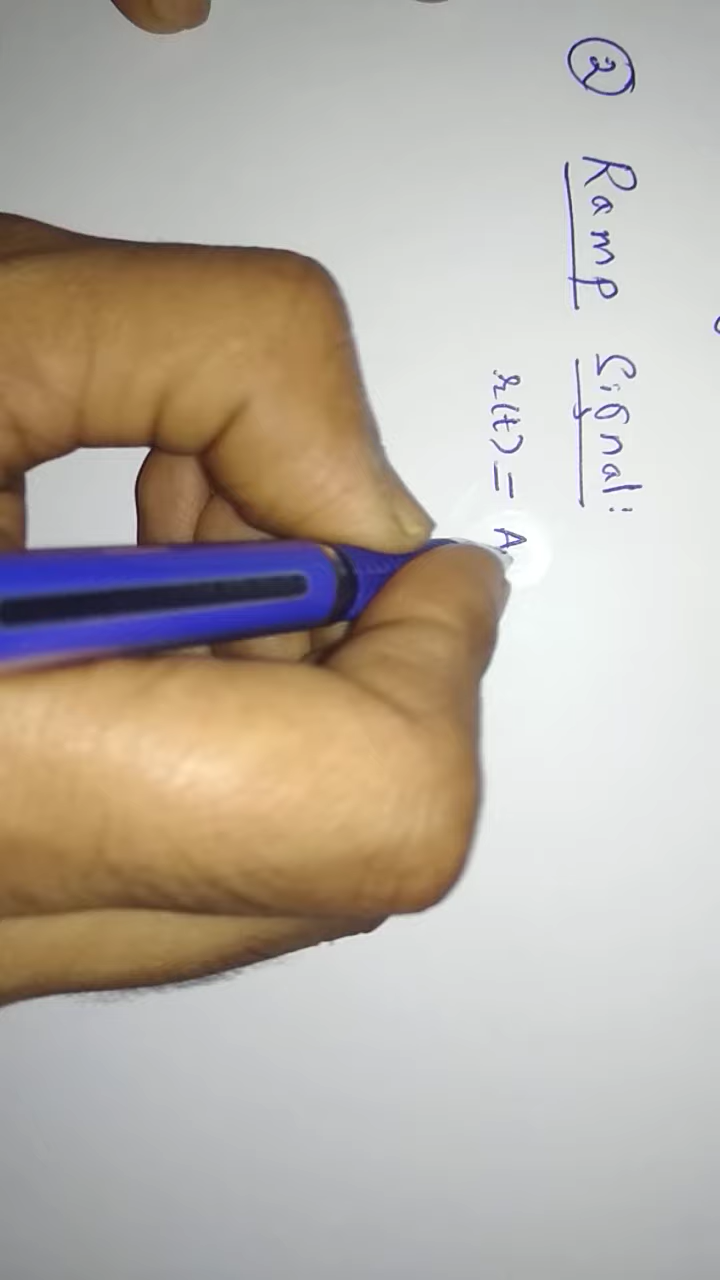 ② Ramp Signal:
r(t) = A